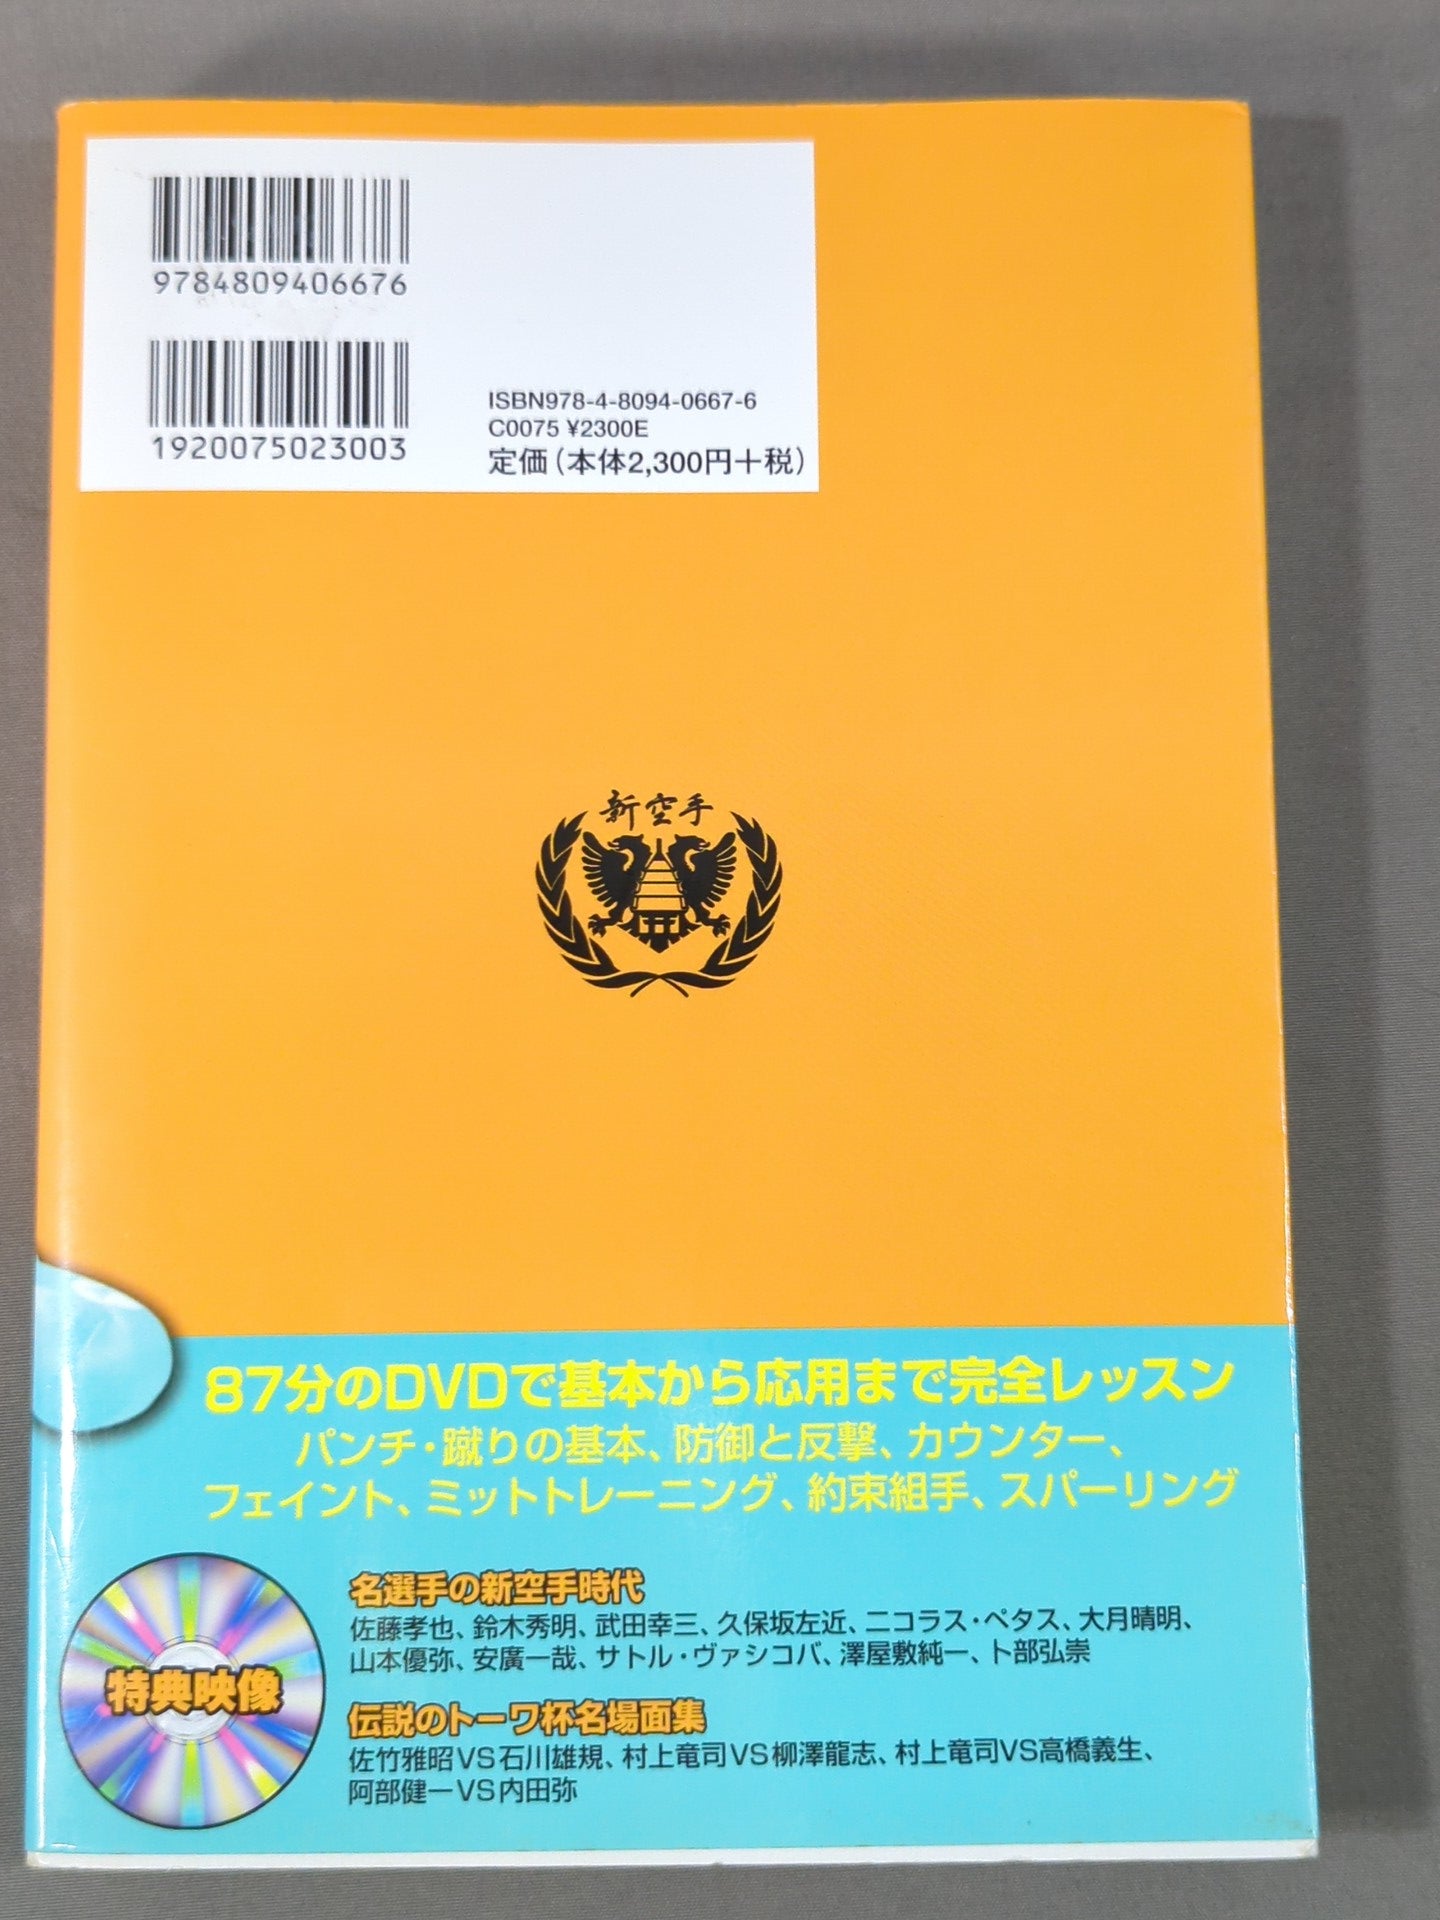 9784809406676
1920075023003
ISBN978-4-8094-0667-6
C0075 ¥2300E
定価(本体2,300円+税)
新空手
87分のDVDで基本から応用まで完全レッスン
パンチ・蹴りの基本、防御と反撃、カウンター、
フェイント、ミットトレーニング、約束組手、スパーリング
特典映像
名選手の新空手時代
佐藤孝也、鈴木秀明、武田幸三、久保坂左近、ニコラス・ペタス、大月晴明、
山本優弥、安廣一哉、サトル・ヴァシコバ、澤屋敷純一、卜部弘崇
伝説のトーワ杯名場面集
佐竹雅昭VS石川雄規、村上竜司VS柳澤龍志、村上竜司VS高橋義生、
阿部健一VS内田弥